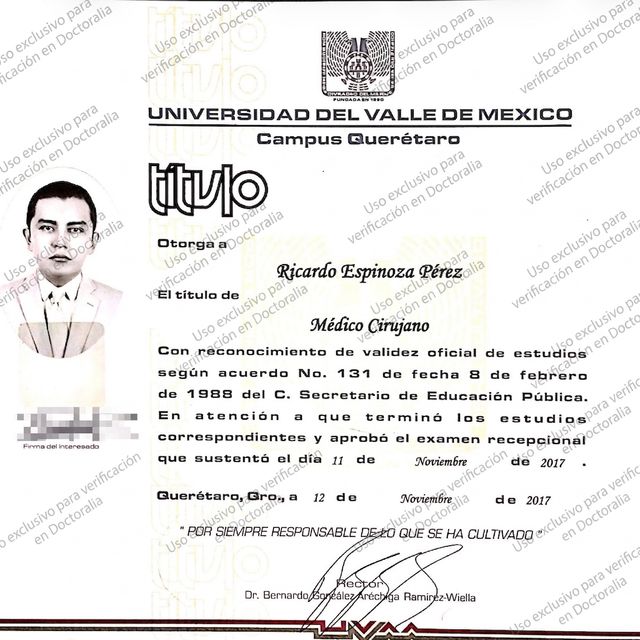 FUNDADA EN 1960
UNIVERSIDAD DEL VALLE DE MEXICO
Campus Querétaro
título
Otorga a
Ricardo Espinoza Pérez
El título de
Médico Cirujano
Con reconocimiento de validez oficial de estudios
según acuerdo No. 131 de fecha 8 de febrero
de 1988 del C. Secretario de Educación Pública.
En atención a que terminó los estudios
correspondientes y aprobó el examen recepcional
que sustentó el día 11 de Noviembre de 2017 .
Querétaro, Qro., a 12 de Noviembre de 2017
" POR SIEMPRE RESPONSABLE DE LO QUE SE HA CULTIVADO "
Rector
Dr. Bernardo González Aréchiga Ramírez-Wiella
UVM
Firma del interesado
Uso exclusivo para
verificación en Doctoralia